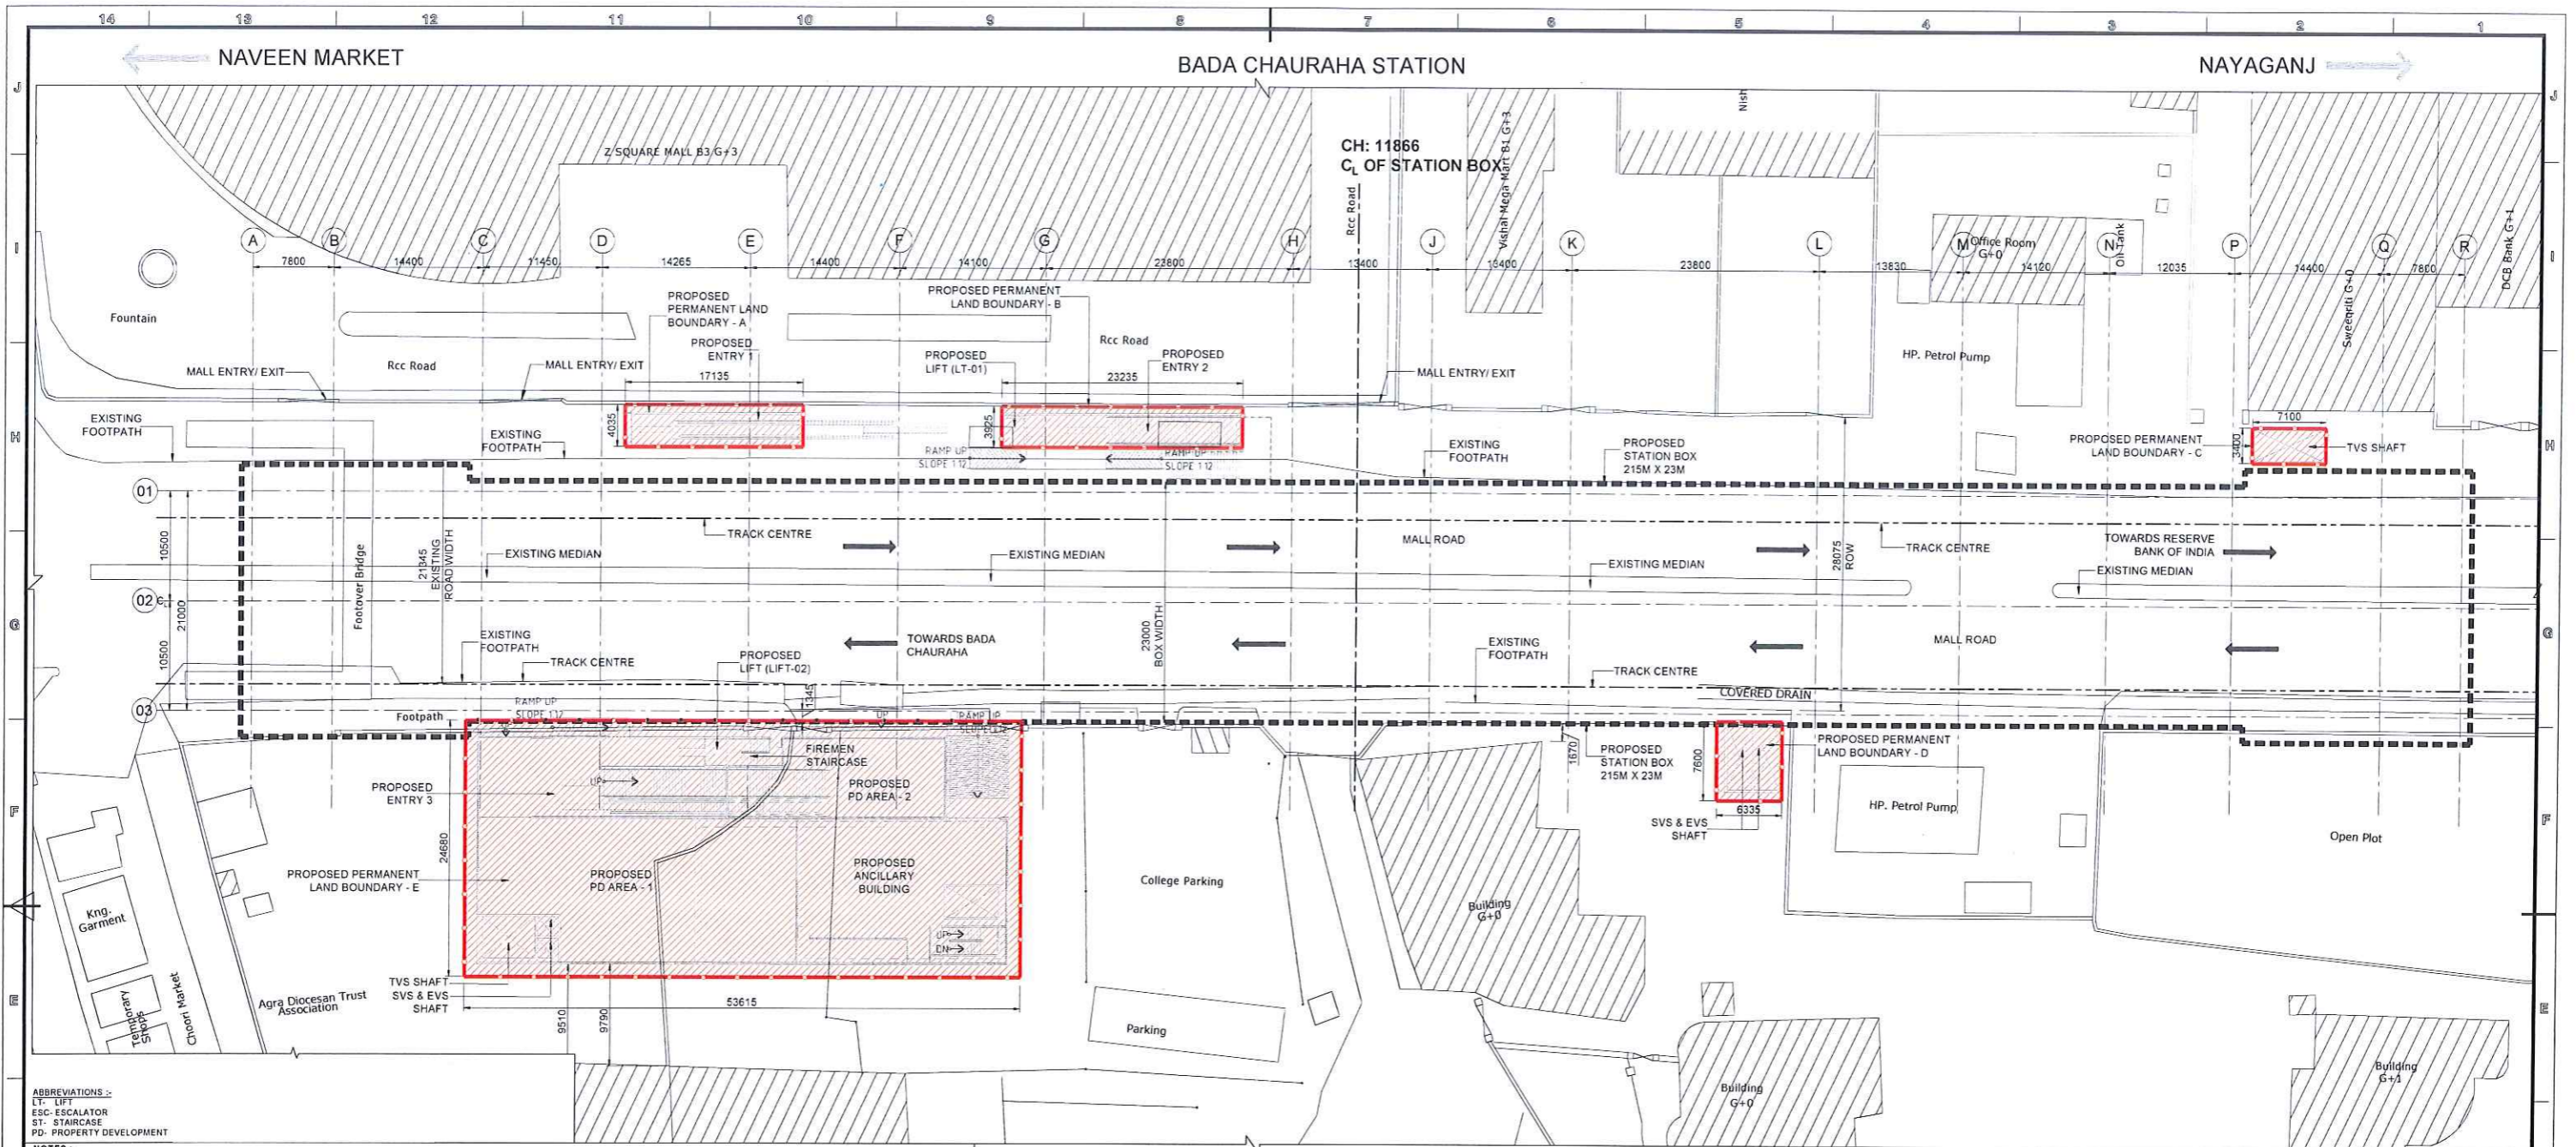 14 13 12 11 10 9 8 7 6 5 4 3 2 1
NAVEEN MARKET
BADA CHAURAHA STATION
NAYAGANJ
J
J
Z SQUARE MALL B3/G+3
CH: 11866
CL OF STATION BOX
Rcc Road
Vishal Mega Mart B1 G+3
Nish
Office Room
G+0
Oil Tank
Sweeqriti G+0
DCB Bank G+1
I
I
A B C D E F G H J K L M N P Q R
7800 14400 11450 14265 14400 14100 23800 13400 13400 23800 13830 14120 12035 14400 7800
Fountain
PROPOSED
PERMANENT LAND
BOUNDARY - A
PROPOSED PERMANENT
LAND BOUNDARY - B
PROPOSED
ENTRY 1
Rcc Road
Rcc Road
MALL ENTRY/ EXIT
MALL ENTRY/ EXIT
PROPOSED
LIFT (LT-01)
PROPOSED
ENTRY 2
MALL ENTRY/ EXIT
HP. Petrol Pump
17135
23235
4035
3925
7100
3400
H
H
EXISTING
FOOTPATH
EXISTING
FOOTPATH
RAMP UP
SLOPE 1:12
RAMP UP
SLOPE 1:12
EXISTING
FOOTPATH
PROPOSED
STATION BOX
215M X 23M
PROPOSED PERMANENT
LAND BOUNDARY - C
TVS SHAFT
01
TRACK CENTRE
MALL ROAD
TRACK CENTRE
TOWARDS RESERVE
BANK OF INDIA
10500
21345
EXISTING
ROAD WIDTH
Footover Bridge
EXISTING MEDIAN
EXISTING MEDIAN
EXISTING MEDIAN
EXISTING MEDIAN
28075
ROW
02
CL
21000
10500
G
G
23000
BOX WIDTH
EXISTING
FOOTPATH
TRACK CENTRE
PROPOSED
LIFT (LIFT-02)
TOWARDS BADA
CHAURAHA
EXISTING
FOOTPATH
MALL ROAD
TRACK CENTRE
COVERED DRAIN
1345
03
Footpath
RAMP UP
SLOPE 1:12
UP
RAMP UP
SLOPE 1:12
UP
FIREMEN
STAIRCASE
UP
PROPOSED
ENTRY 3
PROPOSED
PD AREA - 2
1670
PROPOSED
STATION BOX
215M X 23M
7600
PROPOSED PERMANENT
LAND BOUNDARY - D
6335
SVS & EVS
SHAFT
HP. Petrol Pump
Open Plot
F
F
24680
PROPOSED PERMANENT
LAND BOUNDARY - E
PROPOSED
PD AREA - 1
PROPOSED
ANCILLARY
BUILDING
College Parking
Building
G+0
Kng.
Garment
UP
DN
TVS SHAFT
SVS & EVS
SHAFT
53615
9510
9790
Temporary
Shops
Choori Market
Agra Diocesan Trust
Association
Parking
E
E
Building
G+0
Building
G+1
ABBREVIATIONS :-
LT- LIFT
ESC- ESCALATOR
ST- STAIRCASE
PD- PROPERTY DEVELOPMENT